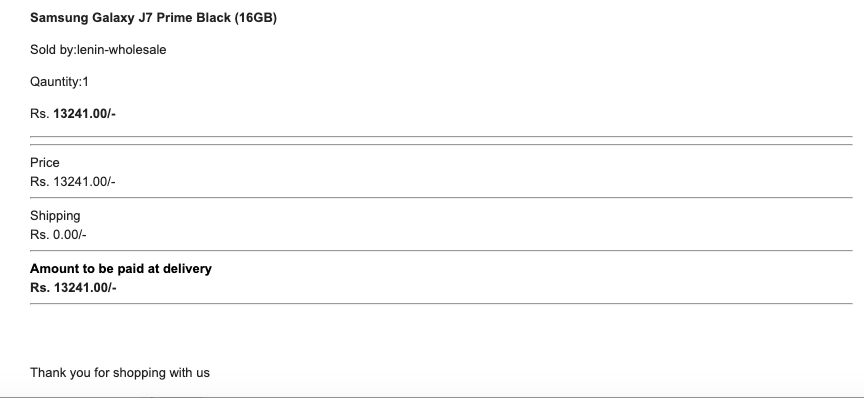 Samsung Galaxy J7 Prime Black (16GB)
Sold by:lenin-wholesale
Qauntity:1
Rs. 13241.00/-
Price
Rs. 13241.00/-
Shipping
Rs. 0.00/-
Amount to be paid at delivery
Rs. 13241.00/-
Thank you for shopping with us